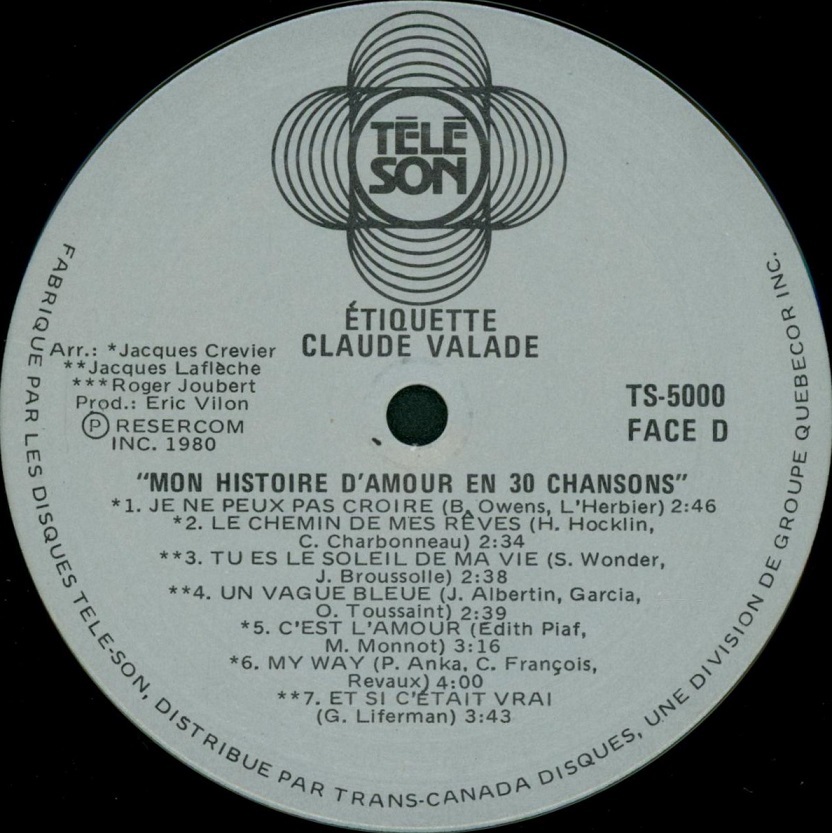 TÉLÉ
SON
ÉTIQUETTE
CLAUDE VALADE
Arr.: *Jacques Crevier
**Jacques Laflèche
***Roger Joubert
Prod.: Eric Vilon
Ⓟ RESERCOM
INC. 1980
TS-5000
FACE D
"MON HISTOIRE D'AMOUR EN 30 CHANSONS"
*1. JE NE PEUX PAS CROIRE (B. Owens, L'Herbier) 2:46
*2. LE CHEMIN DE MES RÊVES (H. Hocklin,
C. Charbonneau) 2:34
**3. TU ES LE SOLEIL DE MA VIE (S. Wonder,
J. Broussolle) 2:38
**4. UN VAGUE BLEUE (J. Albertin, Garcia,
O. Toussaint) 2:39
*5. C'EST L'AMOUR (Édith Piaf,
M. Monnot) 3:16
*6. MY WAY (P. Anka, C. François,
Revaux) 4:00
**7. ET SI C'ÉTAIT VRAI
(G. Liferman) 3:43
FABRIQUE PAR LES DISQUES TELE-SON, DISTRIBUE PAR TRANS-CANADA DISQUES, UNE DIVISION DE GROUPE QUEBECOR INC.